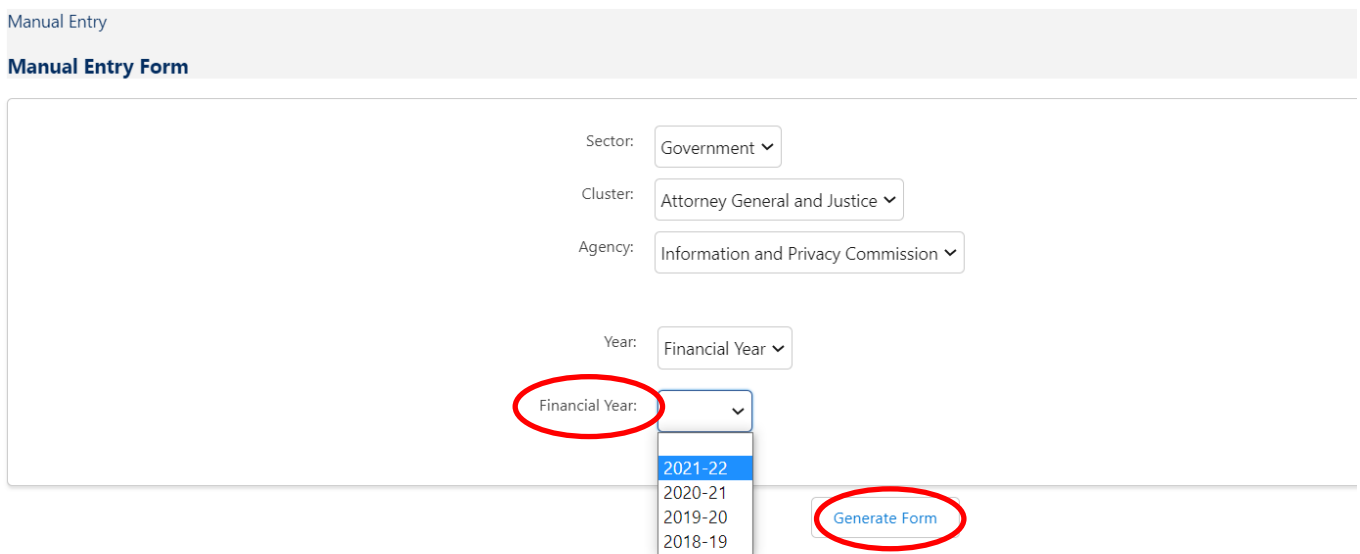 Manual Entry
Manual Entry Form
Sector: Government
Cluster: Attorney General and Justice
Agency: Information and Privacy Commission
Year: Financial Year
Financial Year:
2021-22
2020-21
2019-20
2018-19
Generate Form